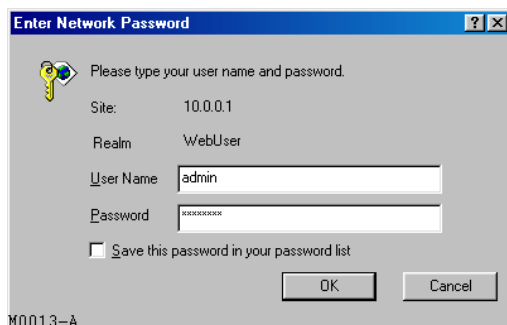 Enter Network Password
Please type your user name and password.
Site: 10.0.0.1
Realm WebUser
User Name admin
Password xxxxxxxx
Save this password in your password list
OK Cancel
M0013-A